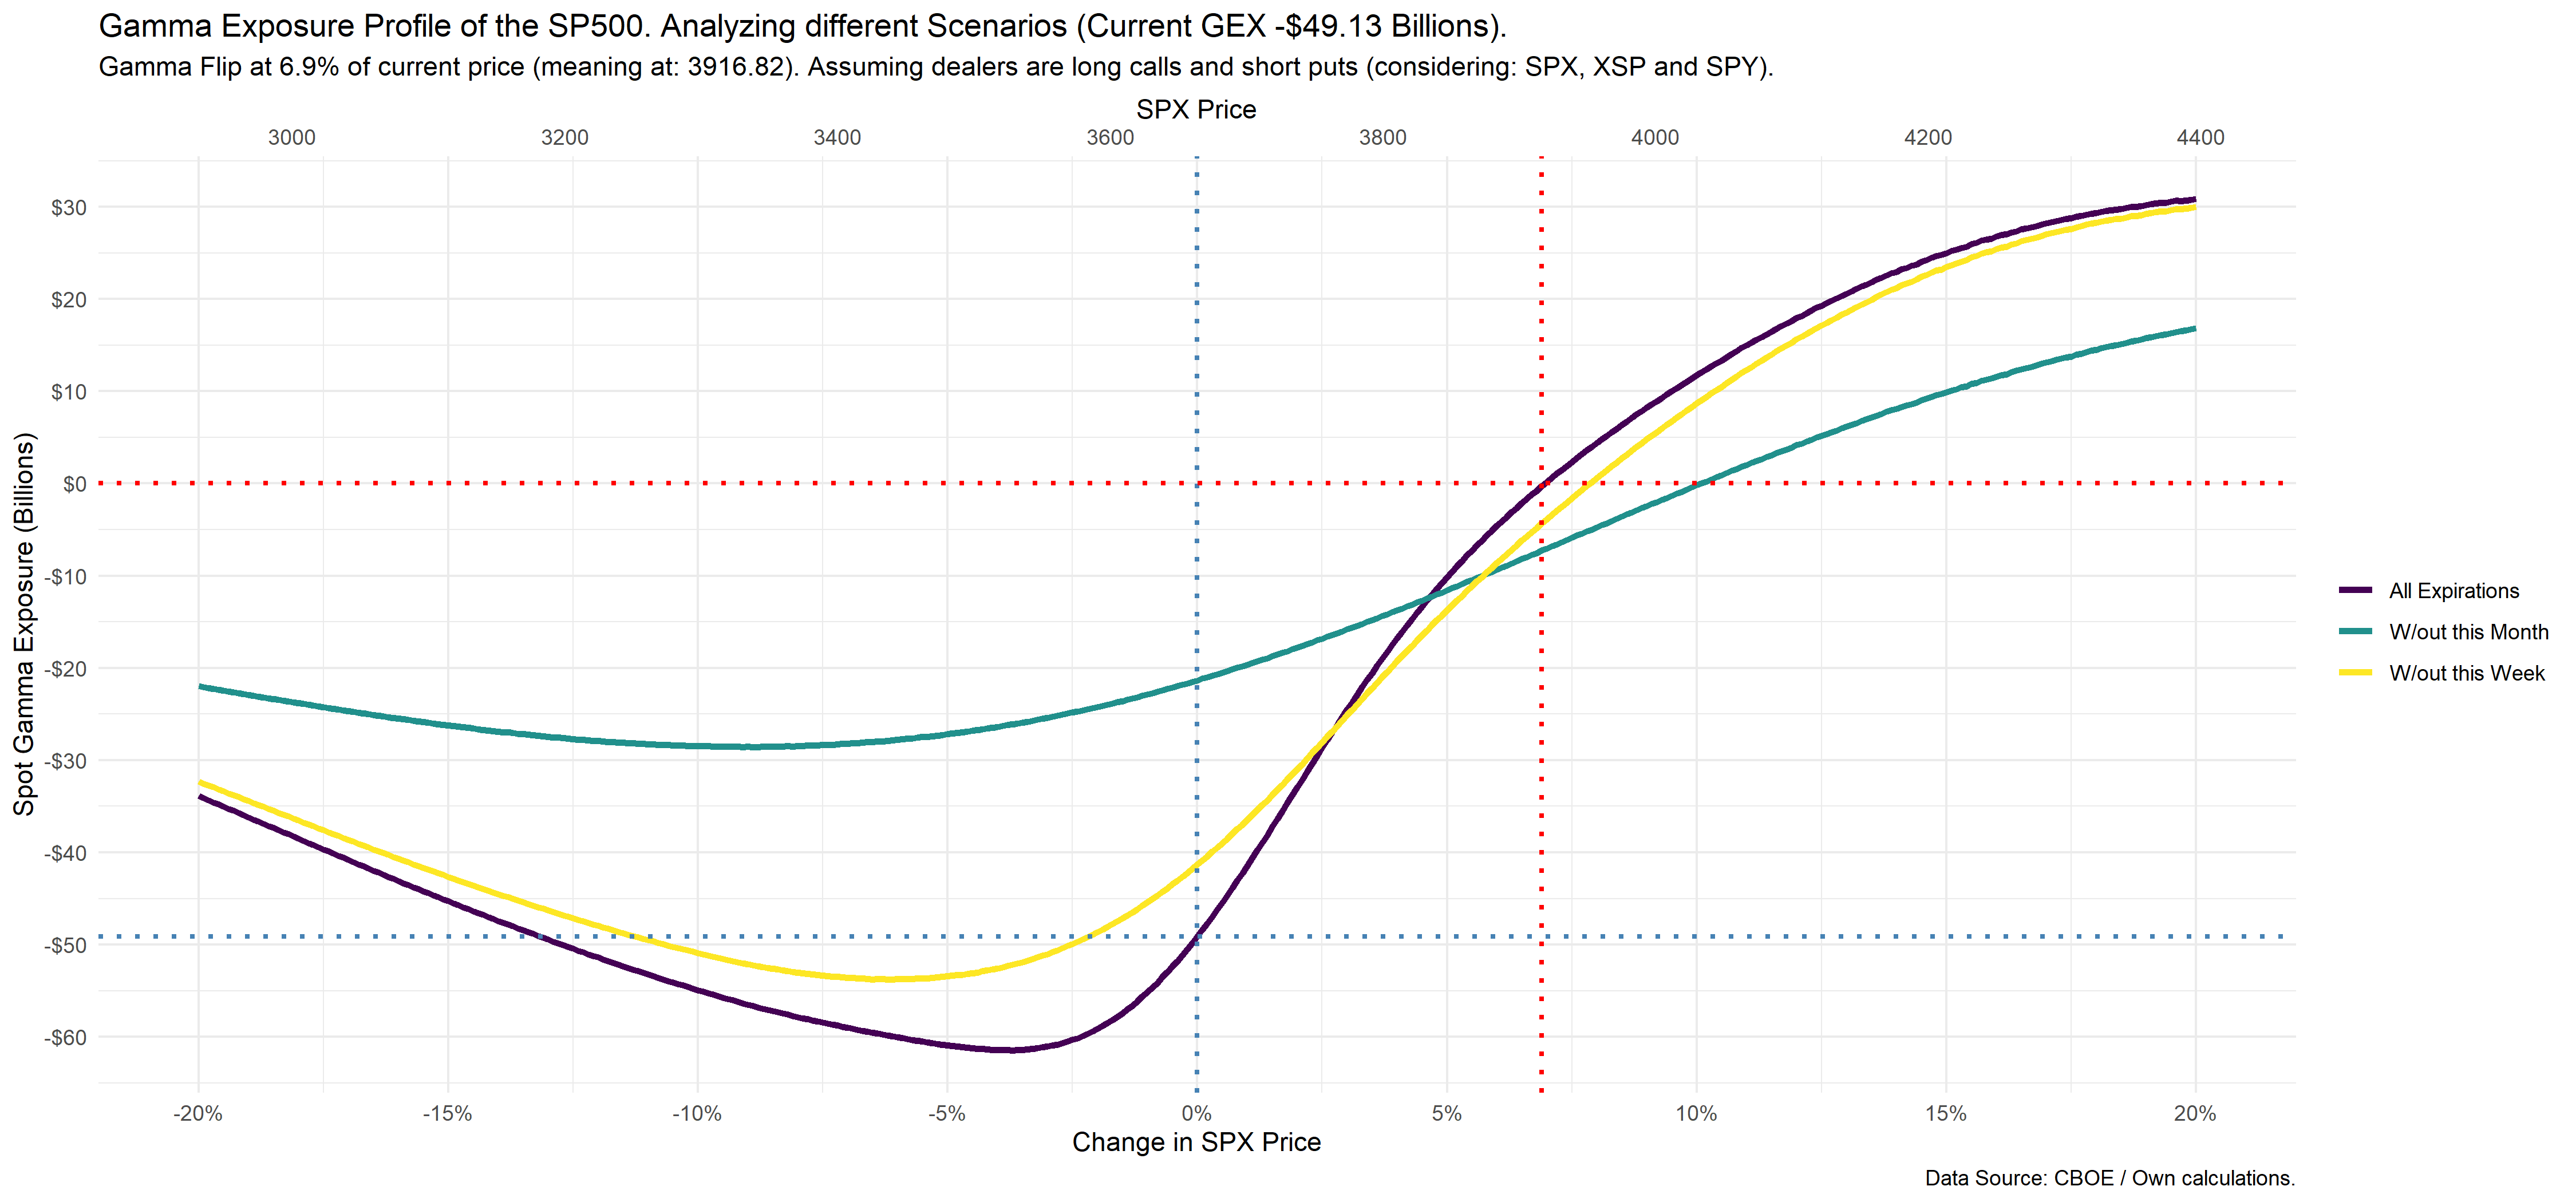 Gamma Exposure Profile of the SP500. Analyzing different Scenarios (Current GEX -$49.13 Billions).
Gamma Flip at 6.9% of current price (meaning at: 3916.82). Assuming dealers are long calls and short puts (considering: SPX, XSP and SPY).
SPX Price
3000 3200 3400 3600 3800 4000 4200 4400
Spot Gamma Exposure (Billions)
$30
$20
$10
$0
-$10
-$20
-$30
-$40
-$50
-$60
All Expirations
W/out this Month
W/out this Week
-20% -15% -10% -5% 0% 5% 10% 15% 20%
Change in SPX Price
Data Source: CBOE / Own calculations.